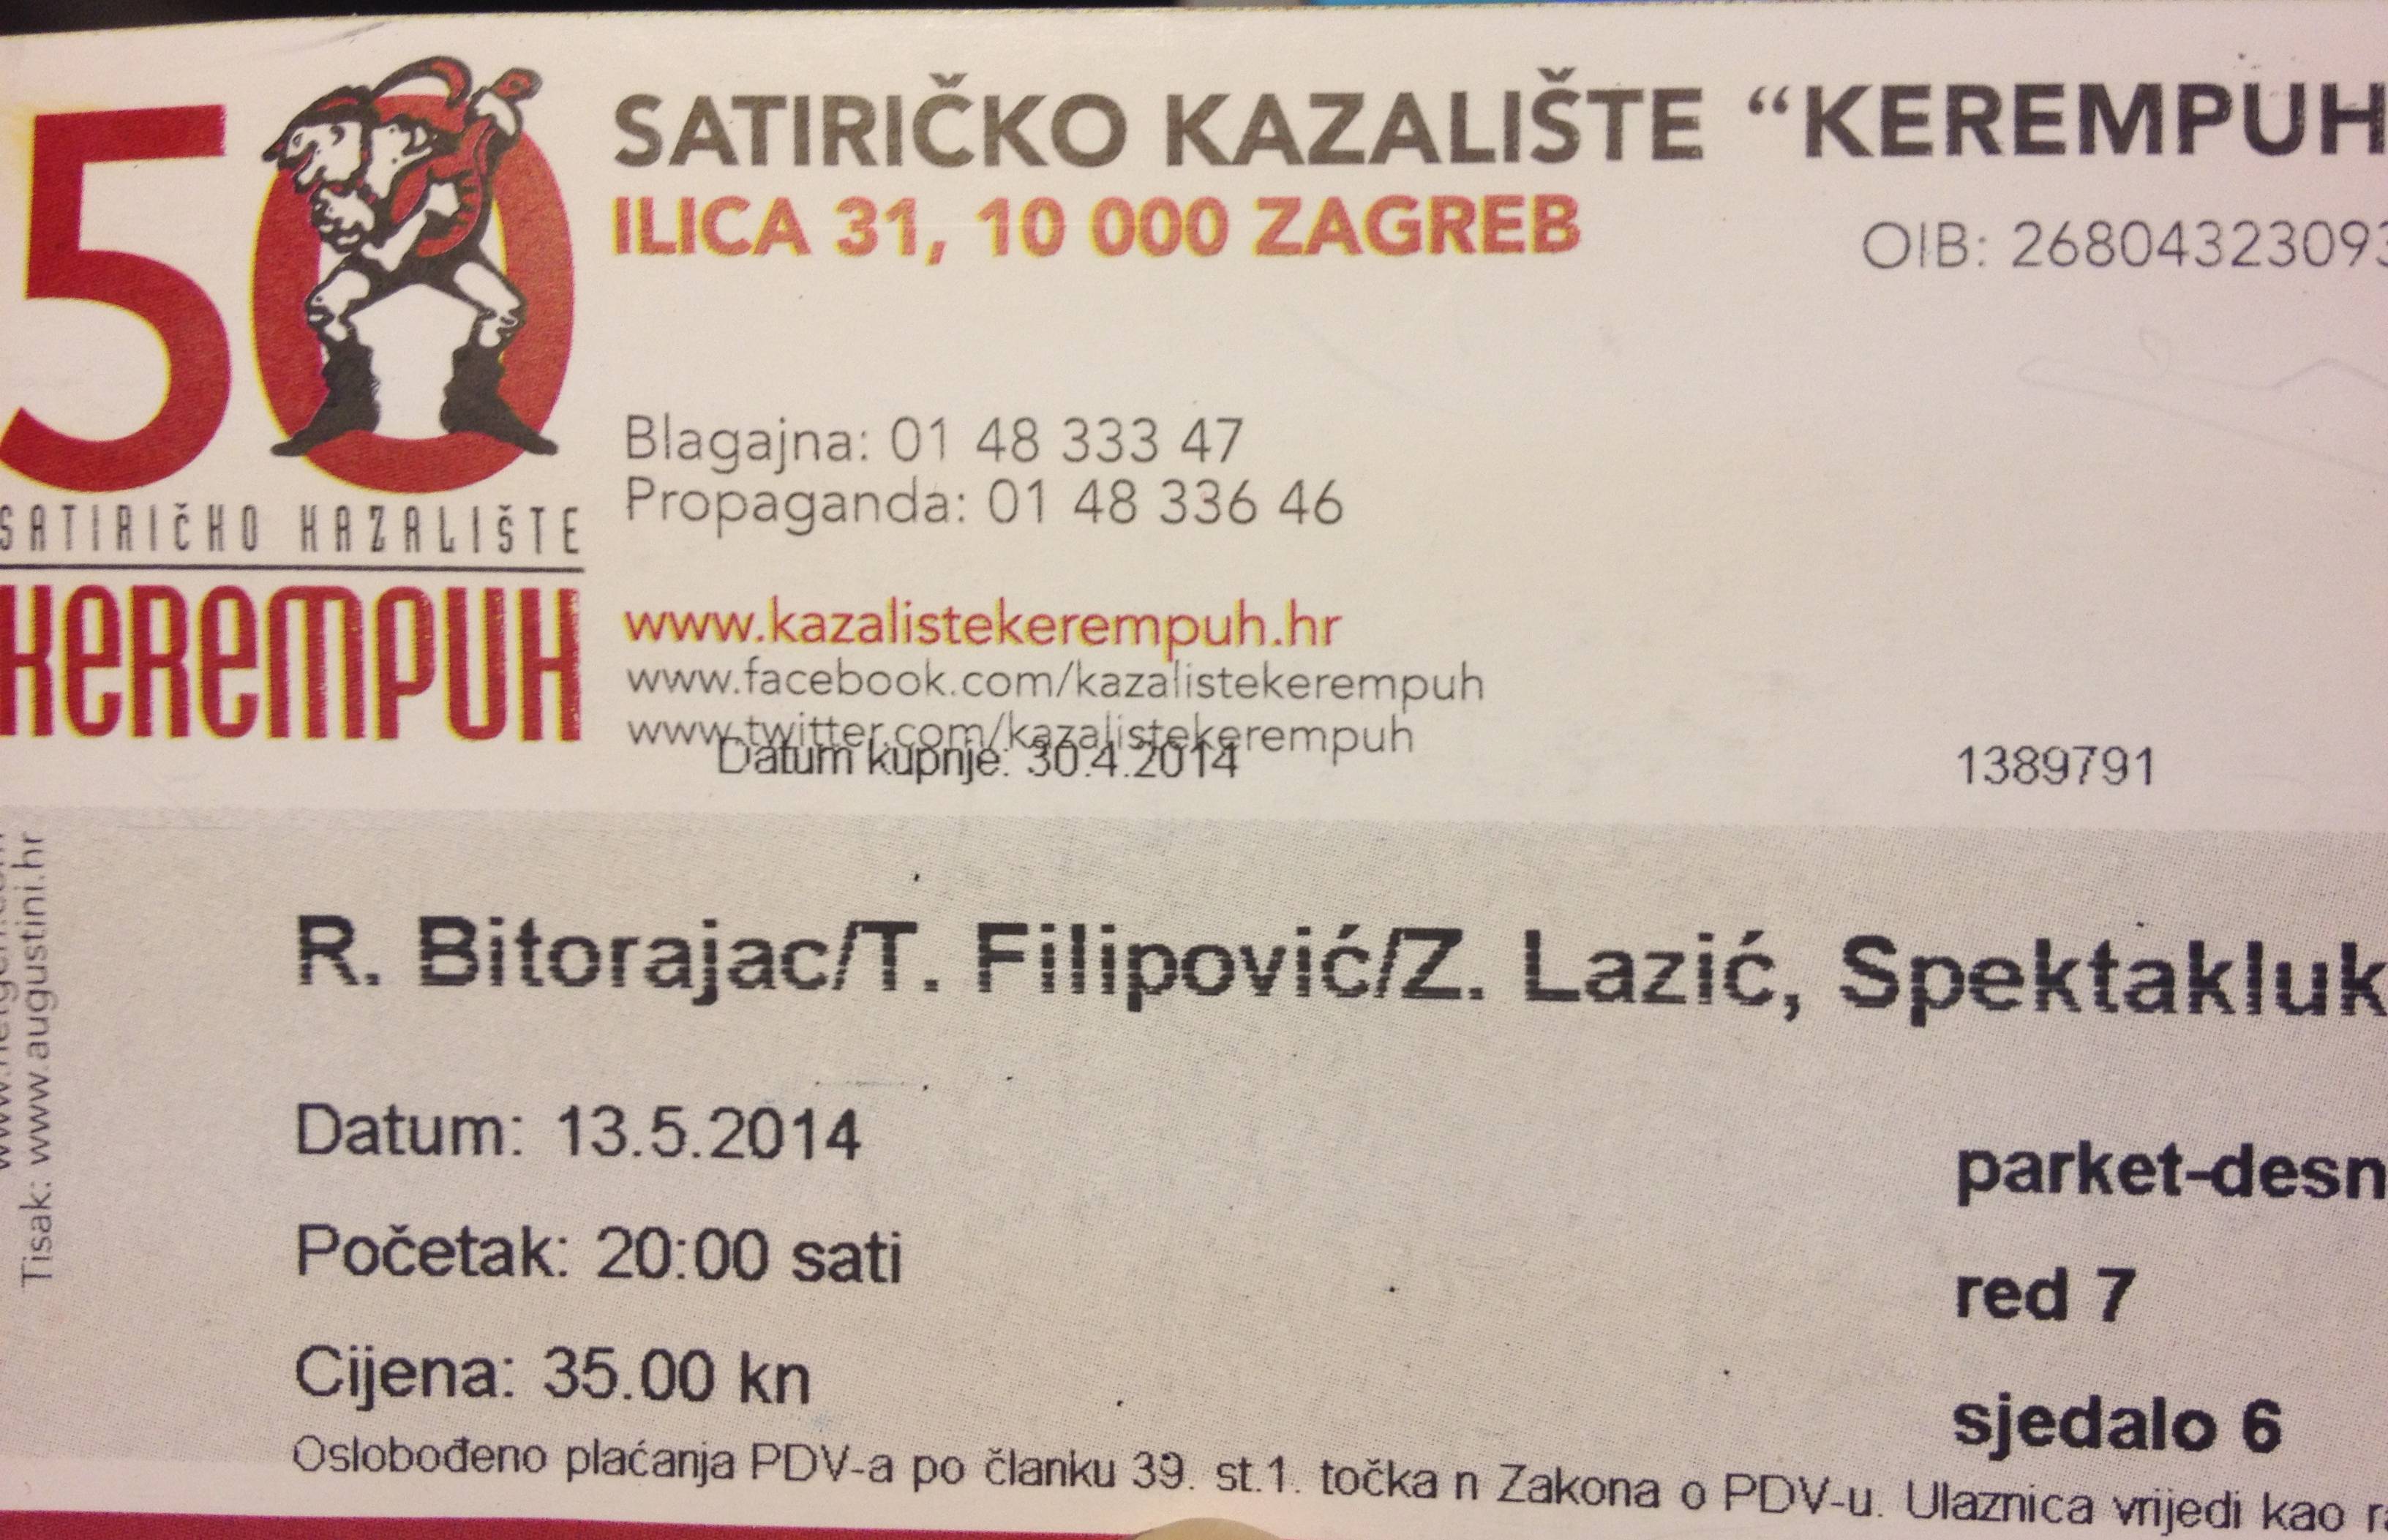 50
SATIRIČKO KAZALIŠTE
KEREMPUH
SATIRIČKO KAZALIŠTE “KEREMPUH
ILICA 31, 10 000 ZAGREB
OIB: 26804323093
Blagajna: 01 48 333 47
Propaganda: 01 48 336 46
www.kazalistekerempuh.hr
www.facebook.com/kazalistekerempuh
www.twitter.com/kazalistekerempuh
Datum kupnje: 30.4.2014
1389791
Tisak: www.augustini.hr
R. Bitorajac/T. Filipović/Z. Lazić, Spektakluk
Datum: 13.5.2014
Početak: 20:00 sati
Cijena: 35.00 kn
parket-desn
red 7
sjedalo 6
Oslobođeno plaćanja PDV-a po članku 39. st.1. točka n Zakona o PDV-u. Ulaznica vrijedi kao